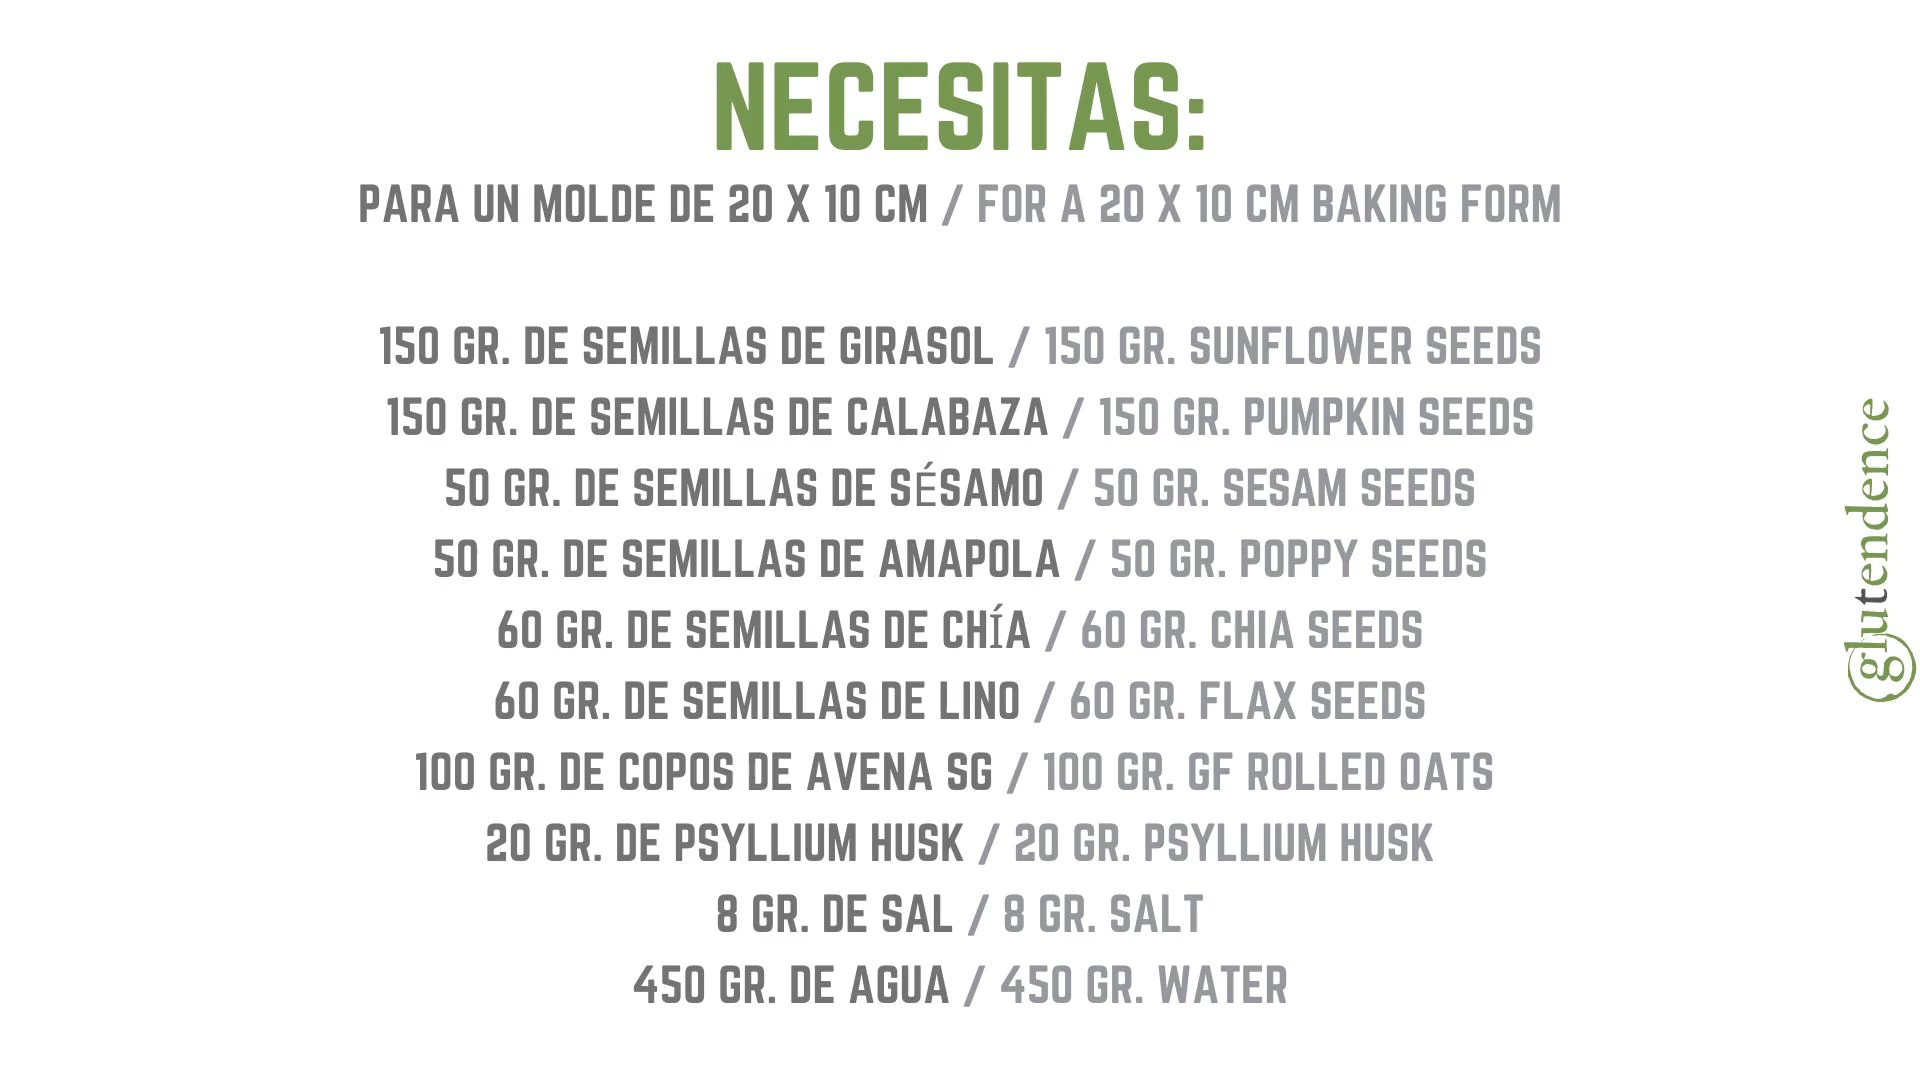 NECESITAS:
PARA UN MOLDE DE 20 X 10 CM / FOR A 20 X 10 CM BAKING FORM
150 GR. DE SEMILLAS DE GIRASOL / 150 GR. SUNFLOWER SEEDS
150 GR. DE SEMILLAS DE CALABAZA / 150 GR. PUMPKIN SEEDS
50 GR. DE SEMILLAS DE SÉSAMO / 50 GR. SESAM SEEDS
50 GR. DE SEMILLAS DE AMAPOLA / 50 GR. POPPY SEEDS
60 GR. DE SEMILLAS DE CHÍA / 60 GR. CHIA SEEDS
60 GR. DE SEMILLAS DE LINO / 60 GR. FLAX SEEDS
100 GR. DE COPOS DE AVENA SG / 100 GR. GF ROLLED OATS
20 GR. DE PSYLLIUM HUSK / 20 GR. PSYLLIUM HUSK
8 GR. DE SAL / 8 GR. SALT
450 GR. DE AGUA / 450 GR. WATER
glutendence